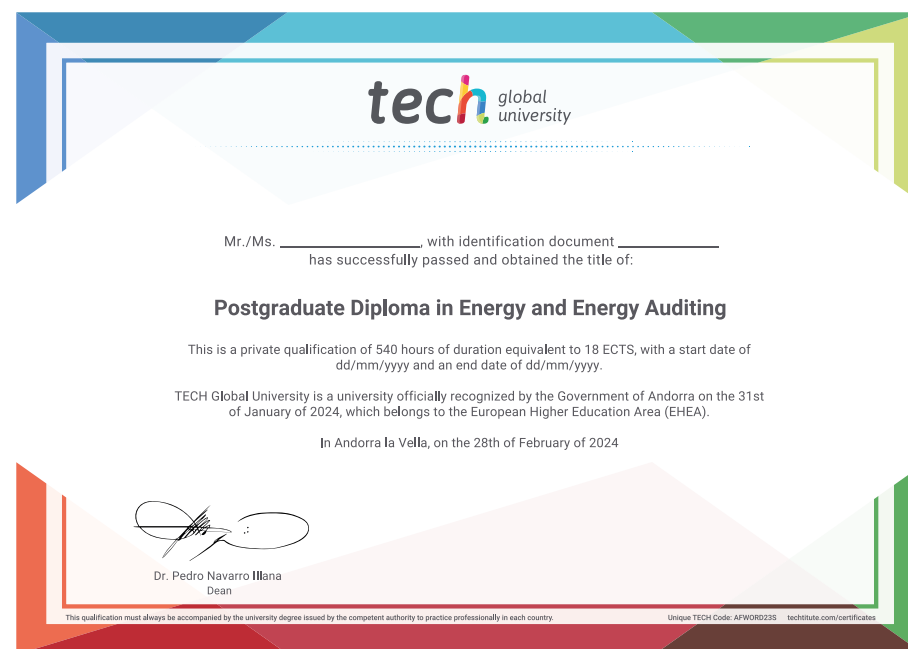 tech global
university
Mr./Ms. ____________________, with identification document ______________
has successfully passed and obtained the title of:
Postgraduate Diploma in Energy and Energy Auditing
This is a private qualification of 540 hours of duration equivalent to 18 ECTS, with a start date of
dd/mm/yyyy and an end date of dd/mm/yyyy.
TECH Global University is a university officially recognized by the Government of Andorra on the 31st
of January of 2024, which belongs to the European Higher Education Area (EHEA).
In Andorra la Vella, on the 28th of February of 2024
Dr. Pedro Navarro Illana
Dean
This qualification must always be accompanied by the university degree issued by the competent authority to practice professionally in each country.
Unique TECH Code: AFWORD23S techtitute.com/certificates